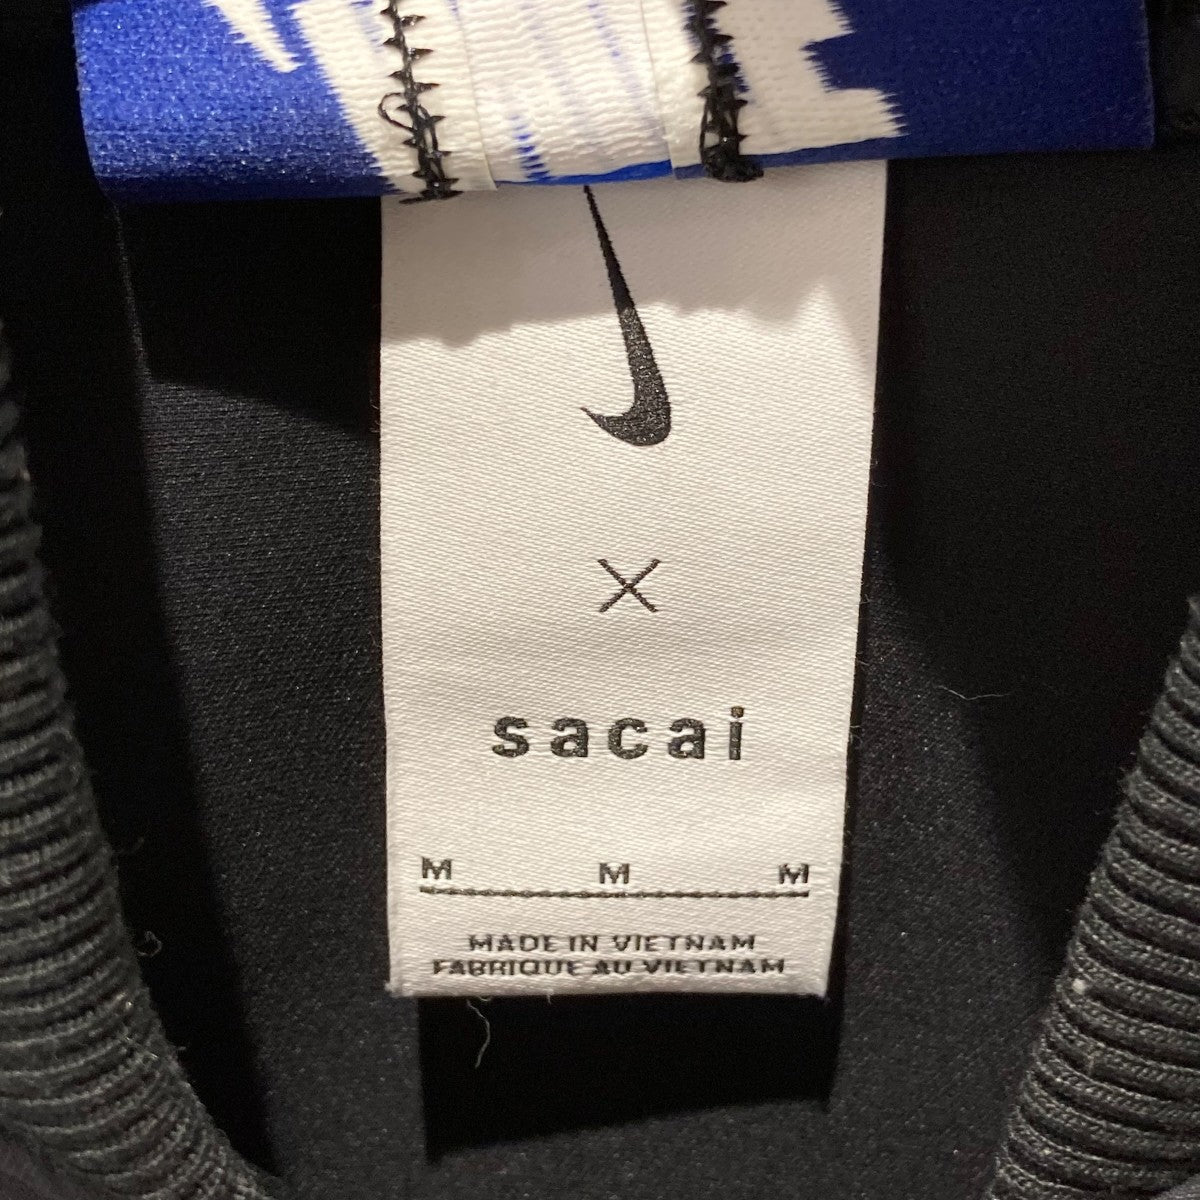 ×
sacai
M M M
MADE IN VIETNAM
FABRIQUE AU VIETNAM